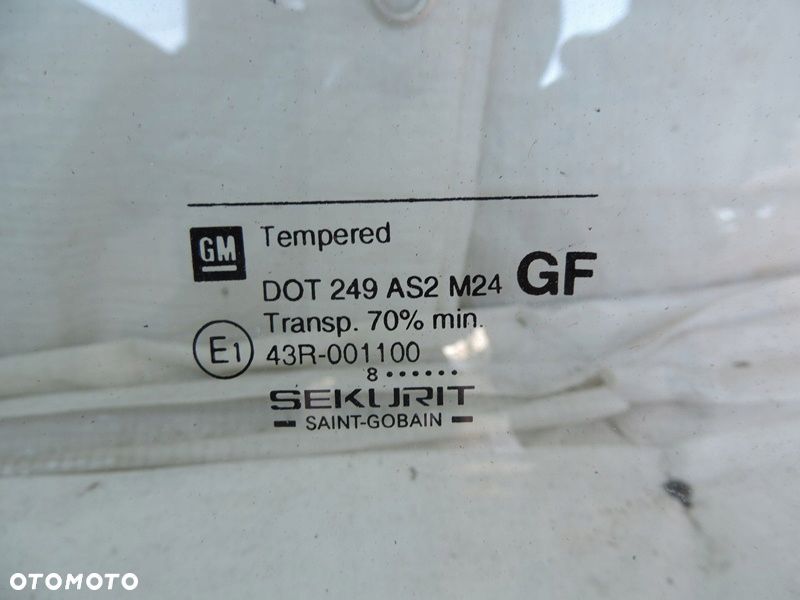 GM Tempered
DOT 249 AS2 M24 GF
Transp. 70% min.
E1 43R-001100
8 ••••••
SEKURIT
SAINT-GOBAIN
OTOMOTO